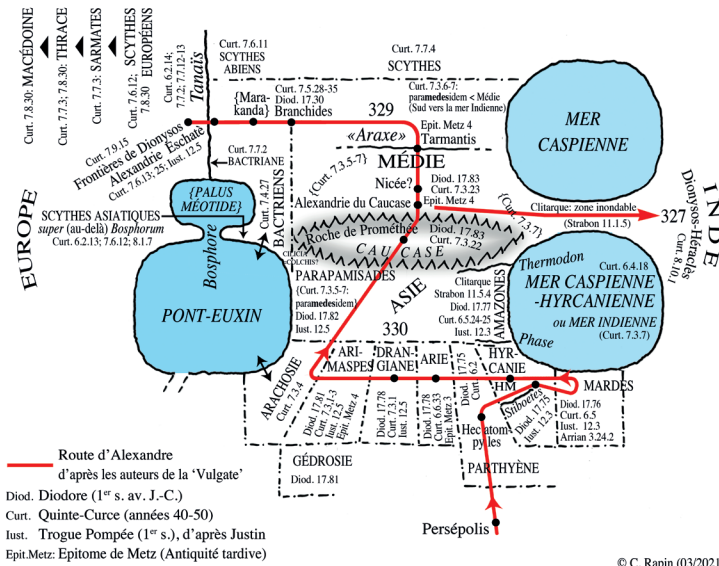 Curt. 7.8.30: MACÉDOINE
Curt. 7.7.3; 7.8.30: THRACE
Curt. 7.7.3: SARMATES
Curt. 7.6.12; SCYTHES
7.8.30 EUROPÉENS
6.2.14;
7.7.2; 7.7.12-13
Tanaïs
Curt. 7.6.11
SCYTHES
ABIENS
Curt. 7.7.4
SCYTHES
Curt. 7.9.15
Frontières de Dionysos
Alexandrie Eschatè
Curt. 7.6.13; 25; Iust. 12.5
{Mara-
kanda}
Curt. 7.5.28-35
Diod. 17.30
Branchides
329
Curt. 7.3.6-7:
paramedesidem < Médie
(Sud vers la mer Indienne)
«Araxe»
Epit. Metz 4
Tarmantis
MÉDIE
MER
CASPIENNE
Curt. 7.7.2
BACTRIANE
{Curt. 7.3.5-7}
Nicée?
Diod. 17.83
Curt. 7.3.23
Alexandrie du Caucase
Epit. Metz 4
{PALUS
MÉOTIDE}
Curt. 7.4.27
BACTRIENS
SCYTHES ASIATIQUES
super (au-delà) Bosphorum
Curt. 6.2.13; 7.6.12; 8.1.7
Bosphore
EUROPE
Clitarque: zone inondable
(Strabon 11.1.5)
{Curt. 7.3.7}
327
INDE
Dionysos-Héraclès
Curt. 8.10.1
Roche de Prométhée
Diod. 17.83
Curt. 7.3.22
CAUCASE
CILICIA
<COLCHIS?
PARAPAMISADES
{Curt. 7.3.5-7:
paramedesidem}
Diod. 17.82
Iust. 12.5
ASIE
Clitarque
Strabon 11.5.4
Diod. 17.77
Curt. 6.5.24-25
Iust. 12.3
AMAZONES
Thermodon
Curt. 6.4.18
MER CASPIENNE
-HYRCANIENNE
ou MER INDIENNE
(Curt. 7.3.7)
Phase
PONT-EUXIN
330
ARACHOSIE
Curt. 7.3.4
ARI-
MASPES
Diod. 17.81
Curt. 7.3.1-3
Iust. 12.5
Epit. Metz 4
DRAN-
GIANE
Diod. 17.78
Curt. 7.3.1
Iust. 12.5
ARIE
Diod. 17.78
Curt. 6.6.33
Epit. Metz 3
Diod. 17.75
Curt. 6.2
HYR-
CANIE
HM
Stiboetes
Diod. 17.75
Iust. 12.3
MARDES
Diod. 17.76
Curt. 6.5
Iust. 12.3
Arrian 3.24.2
Hecatom
pyles
GÉDROSIE
Diod. 17.81
PARTHYÈNE
Persépolis
Route d'Alexandre
d'après les auteurs de la 'Vulgate'
Diod. Diodore (1er s. av. J.-C.)
Curt. Quinte-Curce (années 40-50)
Iust. Trogue Pompée (1er s.), d'après Justin
Epit.Metz: Epitome de Metz (Antiquité tardive)
© C. Rapin (03/2021